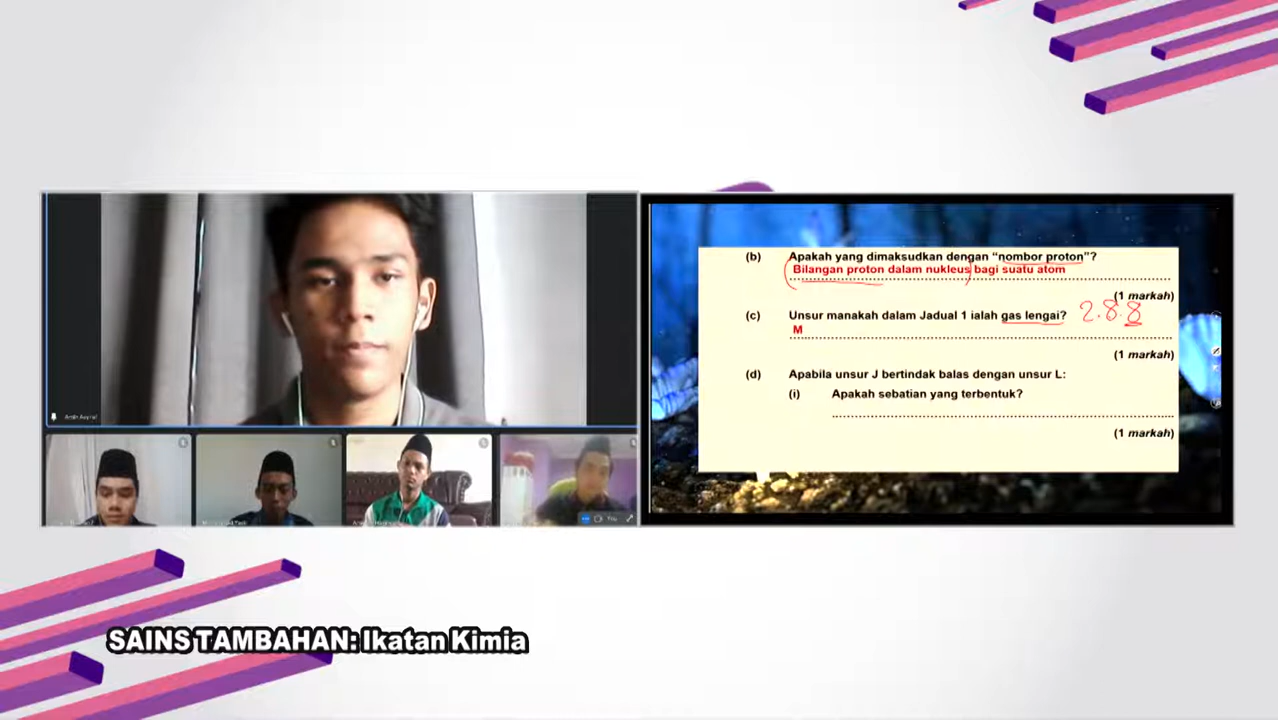 (b) Apakah yang dimaksudkan dengan “nombor proton”?
Bilangan proton dalam nukleus bagi suatu atom
(1 markah)
(c) Unsur manakah dalam Jadual 1 ialah gas lengai? 2.8.8
M
(1 markah)
(d) Apabila unsur J bertindak balas dengan unsur L:
(i) Apakah sebatian yang terbentuk?
(1 markah)
SAINS TAMBAHAN: Ikatan Kimia